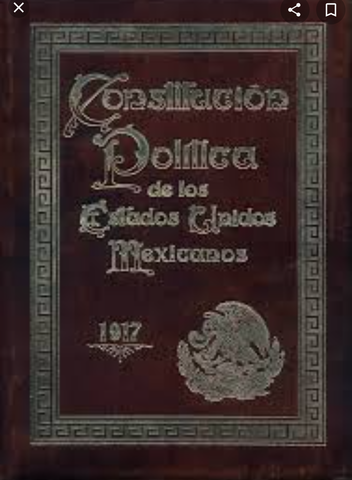 Constitución
Política
de los
Estados Unidos
Mexicanos
1917